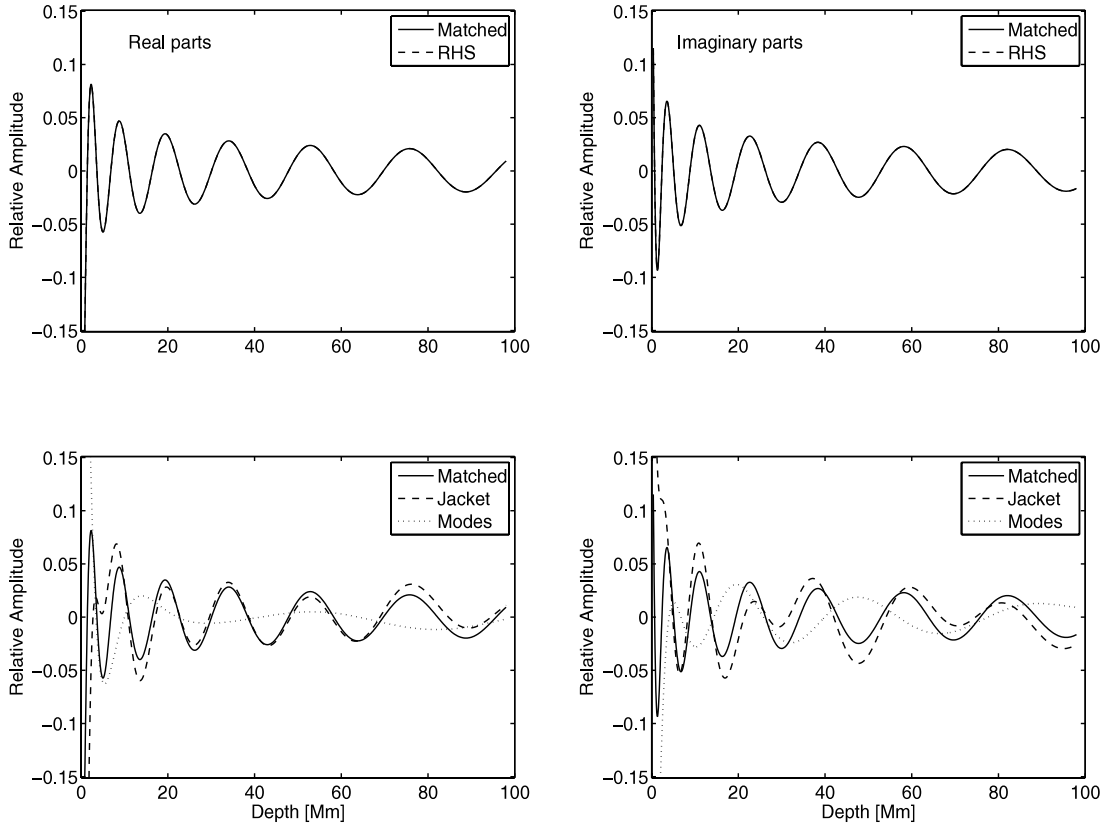 Real parts
Matched
RHS
Relative Amplitude
0.15
0.1
0.05
0
−0.05
−0.1
−0.15
0 20 40 60 80 100
Imaginary parts
Matched
RHS
Relative Amplitude
0.15
0.1
0.05
0
−0.05
−0.1
−0.15
0 20 40 60 80 100
Matched
Jacket
Modes
Relative Amplitude
0.15
0.1
0.05
0
−0.05
−0.1
−0.15
0 20 40 60 80 100
Depth [Mm]
Matched
Jacket
Modes
Relative Amplitude
0.15
0.1
0.05
0
−0.05
−0.1
−0.15
0 20 40 60 80 100
Depth [Mm]